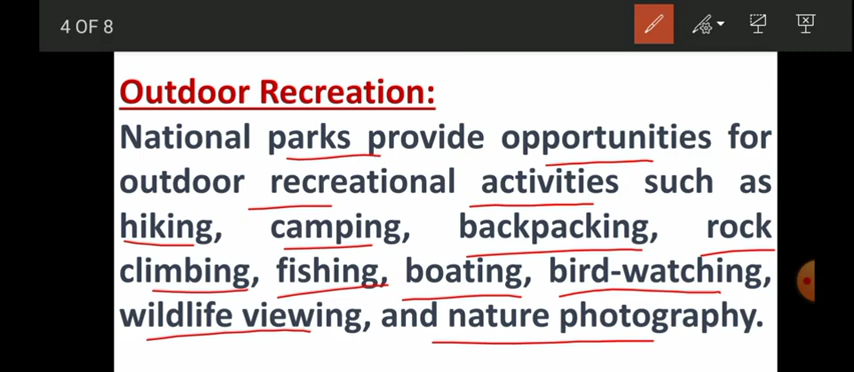 4 OF 8
Outdoor Recreation:
National parks provide opportunities for
outdoor recreational activities such as
hiking, camping, backpacking, rock
climbing, fishing, boating, bird-watching,
wildlife viewing, and nature photography.